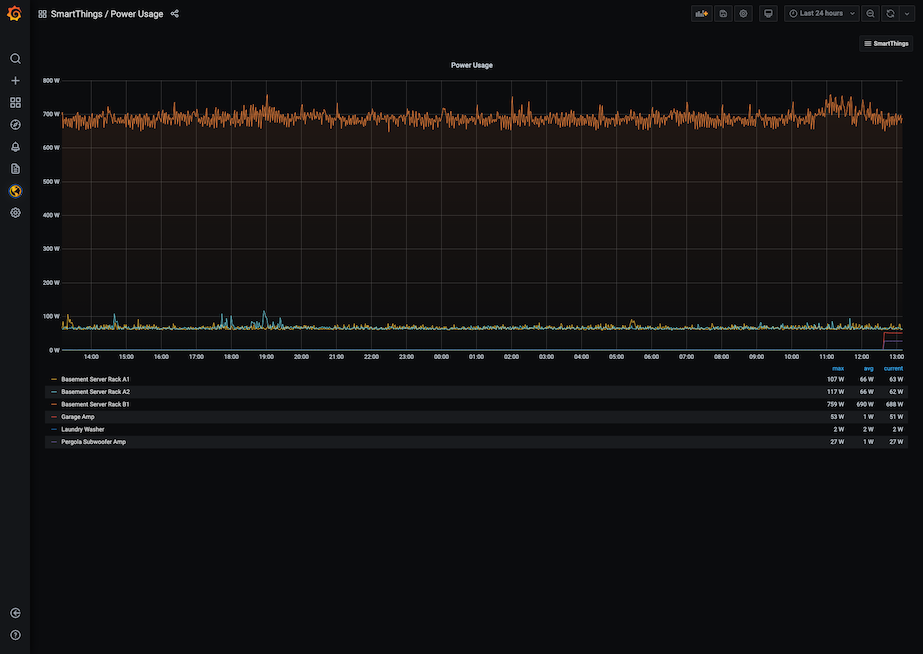 SmartThings / Power Usage
Last 24 hours
SmartThings
Power Usage
800 W
700 W
600 W
500 W
400 W
300 W
200 W
100 W
0 W
14:00 15:00 16:00 17:00 18:00 19:00 20:00 21:00 22:00 23:00 00:00 01:00 02:00 03:00 04:00 05:00 06:00 07:00 08:00 09:00 10:00 11:00 12:00 13:00
max avg current
Basement Server Rack A1 107 W 66 W 63 W
Basement Server Rack A2 117 W 66 W 62 W
Basement Server Rack B1 759 W 690 W 688 W
Garage Amp 53 W 1 W 51 W
Laundry Washer 2 W 2 W 2 W
Pergola Subwoofer Amp 27 W 1 W 27 W